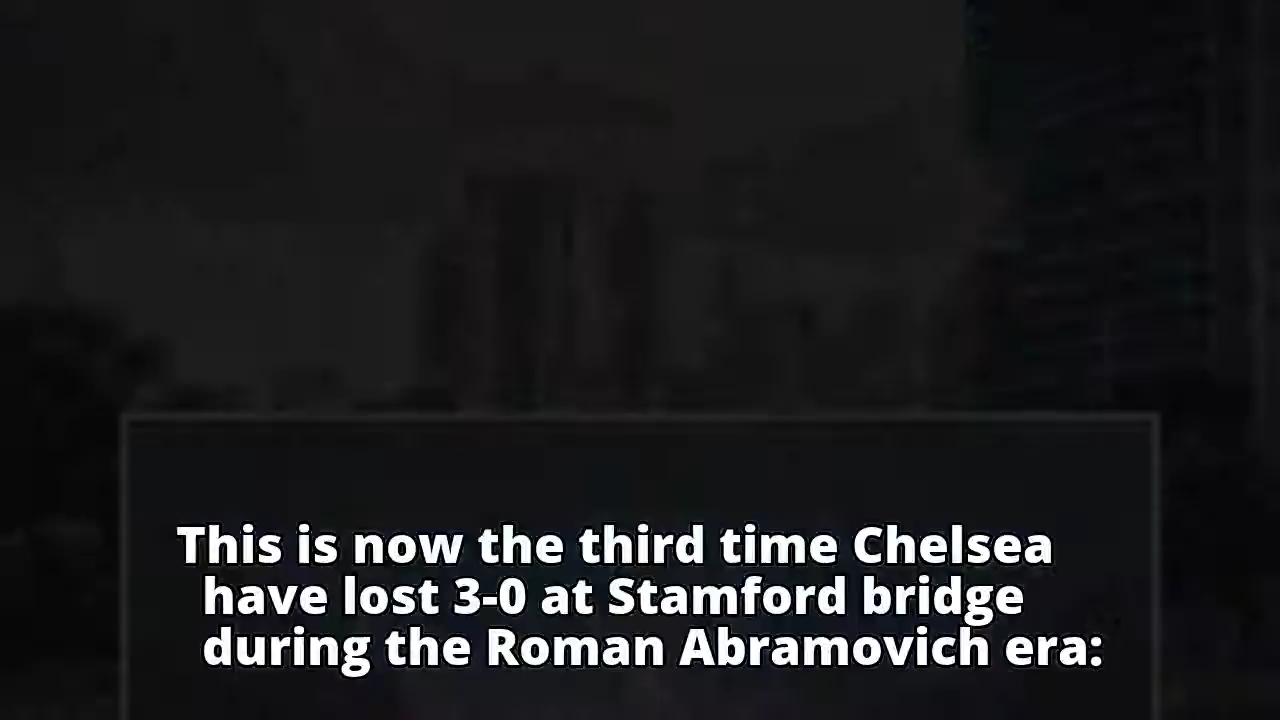 This is now the third time Chelsea
have lost 3-0 at Stamford bridge
during the Roman Abramovich era: